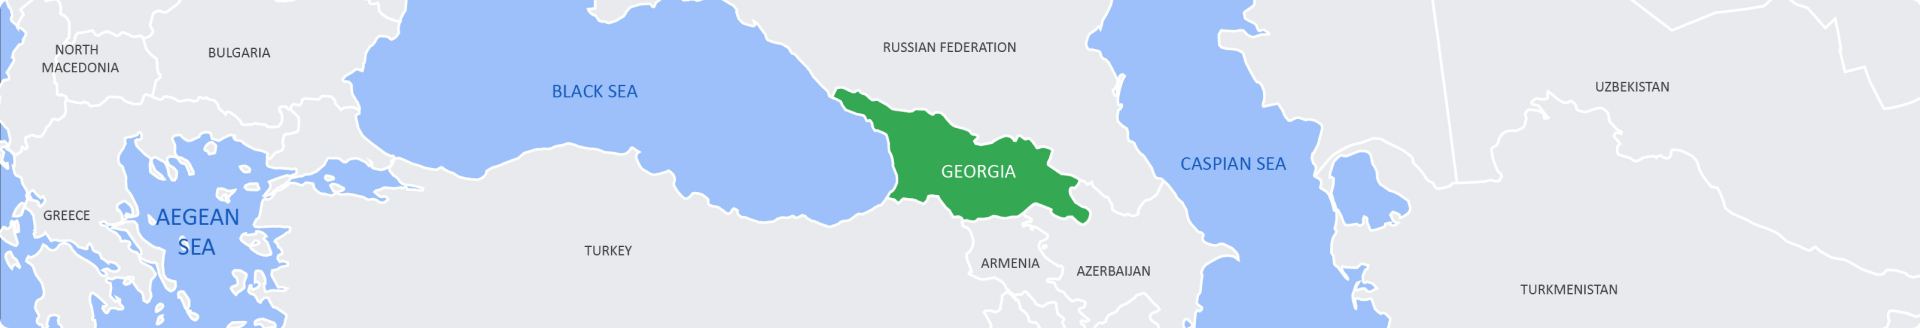 NORTH
MACEDONIA
BULGARIA
BLACK SEA
RUSSIAN FEDERATION
UZBEKISTAN
GEORGIA
CASPIAN SEA
GREECE
AEGEAN
SEA
TURKEY
ARMENIA
AZERBAIJAN
TURKMENISTAN